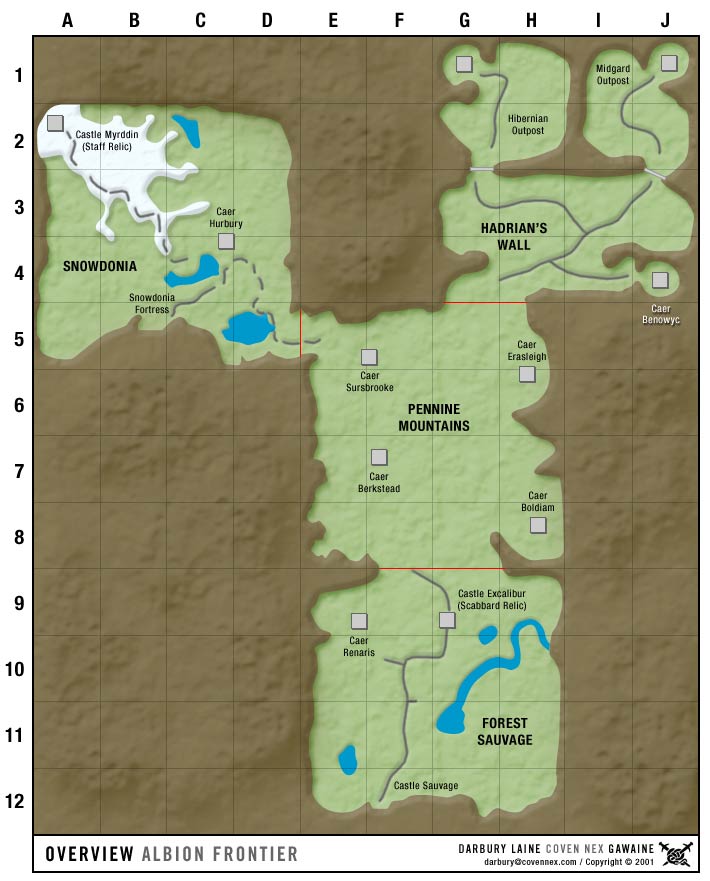 A B C D E F G H I J
1
2
3
4
5
6
7
8
9
10
11
12
Midgard
Outpost
Hibernian
Outpost
Castle Myrddin
(Staff Relic)
Caer
Hurbury
HADRIAN'S
WALL
SNOWDONIA
Snowdonia
Fortress
Caer
Benowyc
Caer
Erasleigh
Caer
Sursbrooke
PENNINE
MOUNTAINS
Caer
Berkstead
Caer
Boldiam
Castle Excalibur
(Scabbard Relic)
Caer
Renaris
FOREST
SAUVAGE
Castle Sauvage
OVERVIEW ALBION FRONTIER
DARBURY LAINE COVEN NEX GAWAINE
darbury@covennex.com / Copyright © 2001